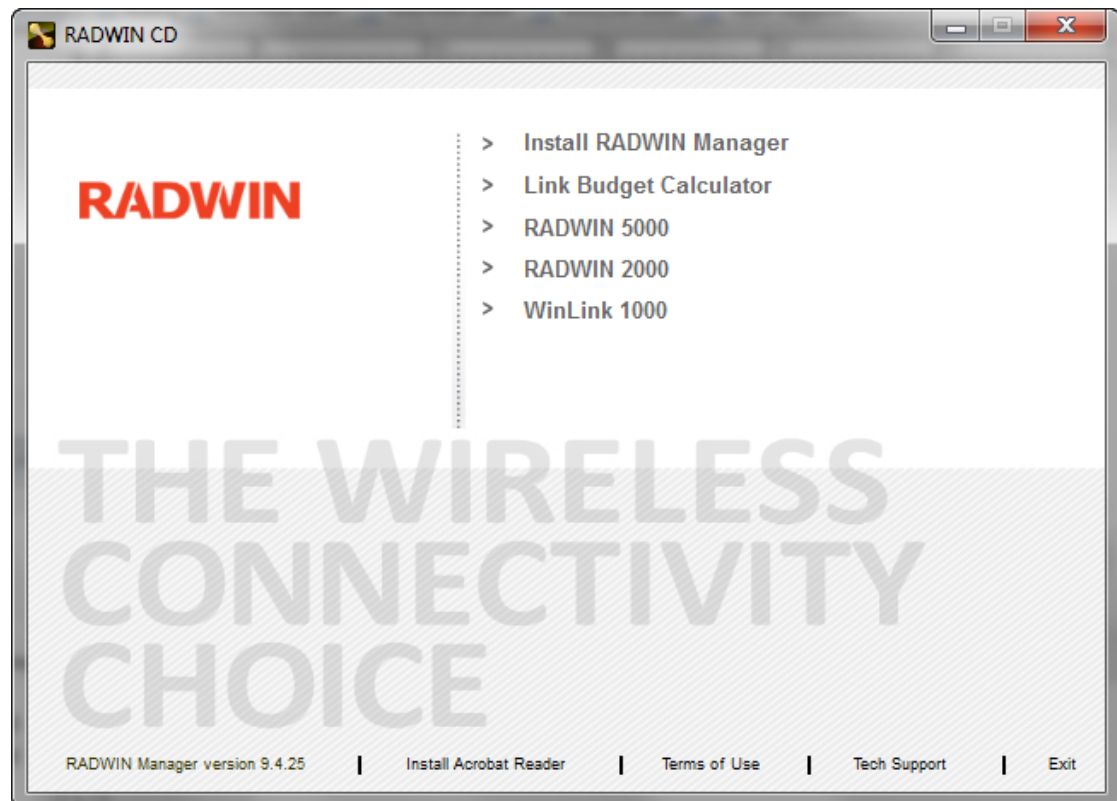 RADWIN CD
RADWIN
> Install RADWIN Manager
> Link Budget Calculator
> RADWIN 5000
> RADWIN 2000
> WinLink 1000
THE WIRELESS
CONNECTIVITY
CHOICE
RADWIN Manager version 9.4.25 | Install Acrobat Reader | Terms of Use | Tech Support | Exit